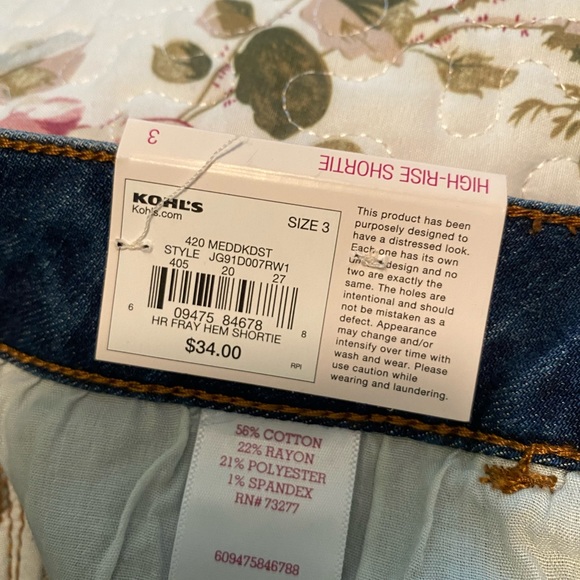 3
HIGH-RISE SHORTIE
KOHL'S
Kohls.com
SIZE 3
420 MEDDKDST
STYLE JG91D007RW1
405 20 27
6 09475 84678 8
HR FRAY HEM SHORTIE
$34.00
RPI
This product has been
purposely designed to
have a distressed look.
Each one has its own
design and no
two are exactly the
same. The holes are
intentional and should
not be mistaken as a
defect. Appearance
may change and/or
intensify over time with
wash and wear. Please
use caution while
wearing and laundering.
56% COTTON
22% RAYON
21% POLYESTER
1% SPANDEX
RN# 73277
609475846788